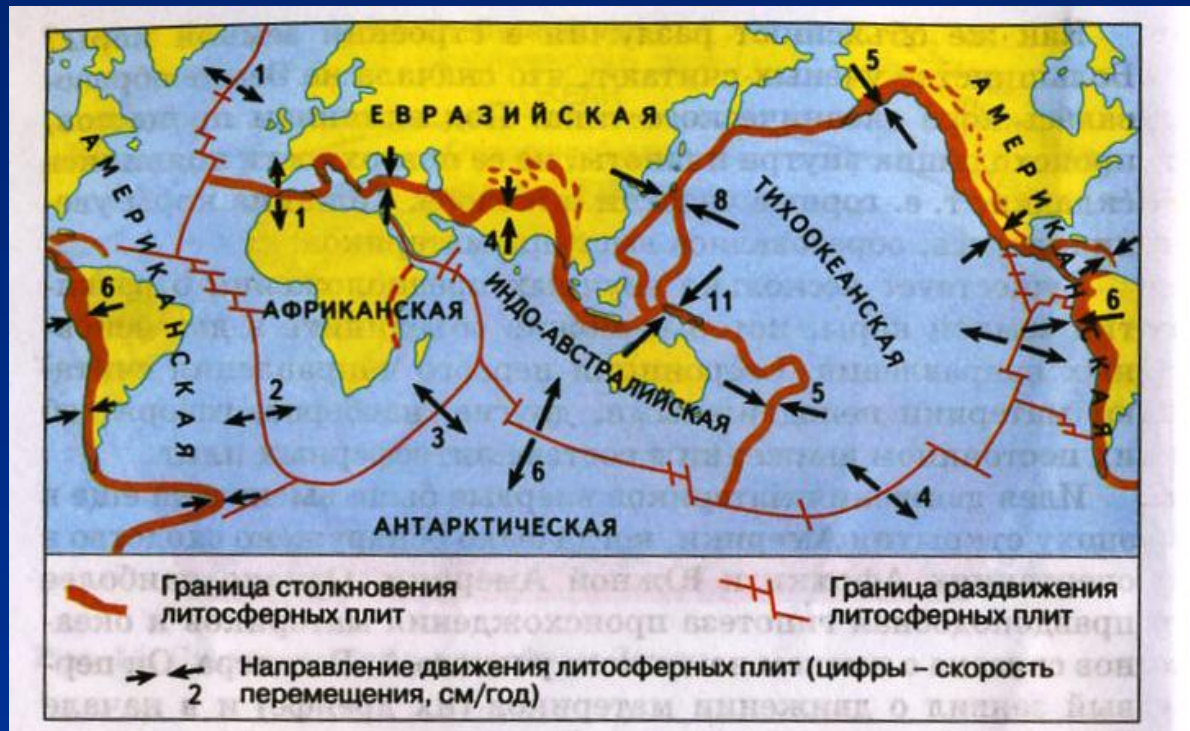 1
5
ЕВРАЗИЙСКАЯ
АМЕРИКАНСКАЯ
АМЕРИКАНСКАЯ
ТИХООКЕАНСКАЯ
1
4
8
6
АФРИКАНСКАЯ
ИНДО-АВСТРАЛИЙСКАЯ
11
6
2
3
5
6
4
АНТАРКТИЧЕСКАЯ
Граница столкновения
литосферных плит
Граница раздвижения
литосферных плит
2
Направление движения литосферных плит (цифры – скорость
перемещения, см/год)